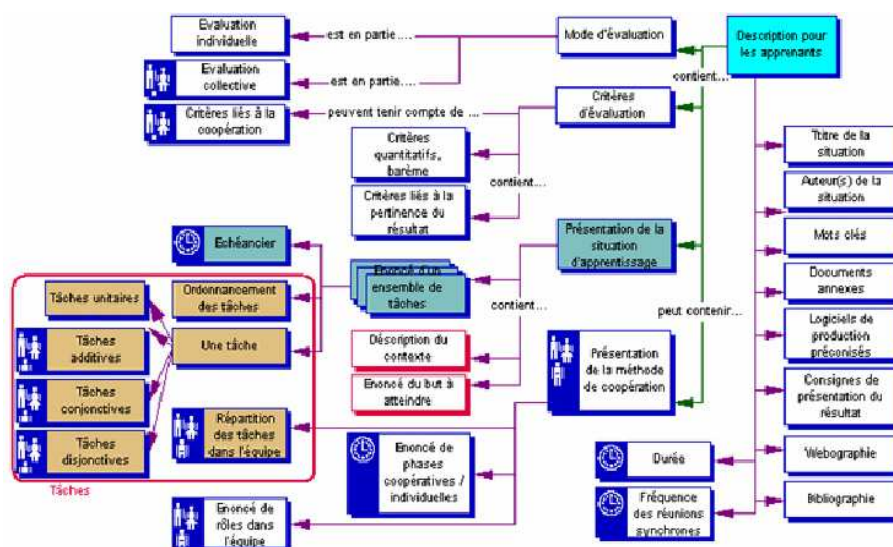 Evaluation
individuelle
est en partie....
Mode d'évaluation
Description pour
les apprenants
Evaluation
collective
est en partie....
contient...
Critères liés à la
coopération
peuvent tenir compte de ...
Critères
d'évaluation
Critères
quantitatifs,
barème
contient...
Critères liés à la
pertinence du
résultat
Ttitre de la
situation
Auteur(s) de la
situation
Mots clés
Documents
annexes
Logiciels de
production
préconisés
Consignes de
présentation du
résultat
Webographie
Bibliographie
Echéancier
Enoncé d'un
ensemble de
tâches
Présentation de la
situation
d'apprentissage
contient...
peut contenir...
Tâches unitaires
Ordonnancement
des tâches
Tâches
additives
Une tâche
Tâches
conjonctives
Tâches
disjonctives
Répartition
des tâches
dans l'équipe
Tâches
Déscription du
contexte
Enoncé du but à
atteindre
Présentation
de la méthode
de coopération
Enoncé de
phases
coopératives /
individuelles
Enoncé de
rôles dans
l'équipe
Durée
Fréquence
des réunions
synchrones